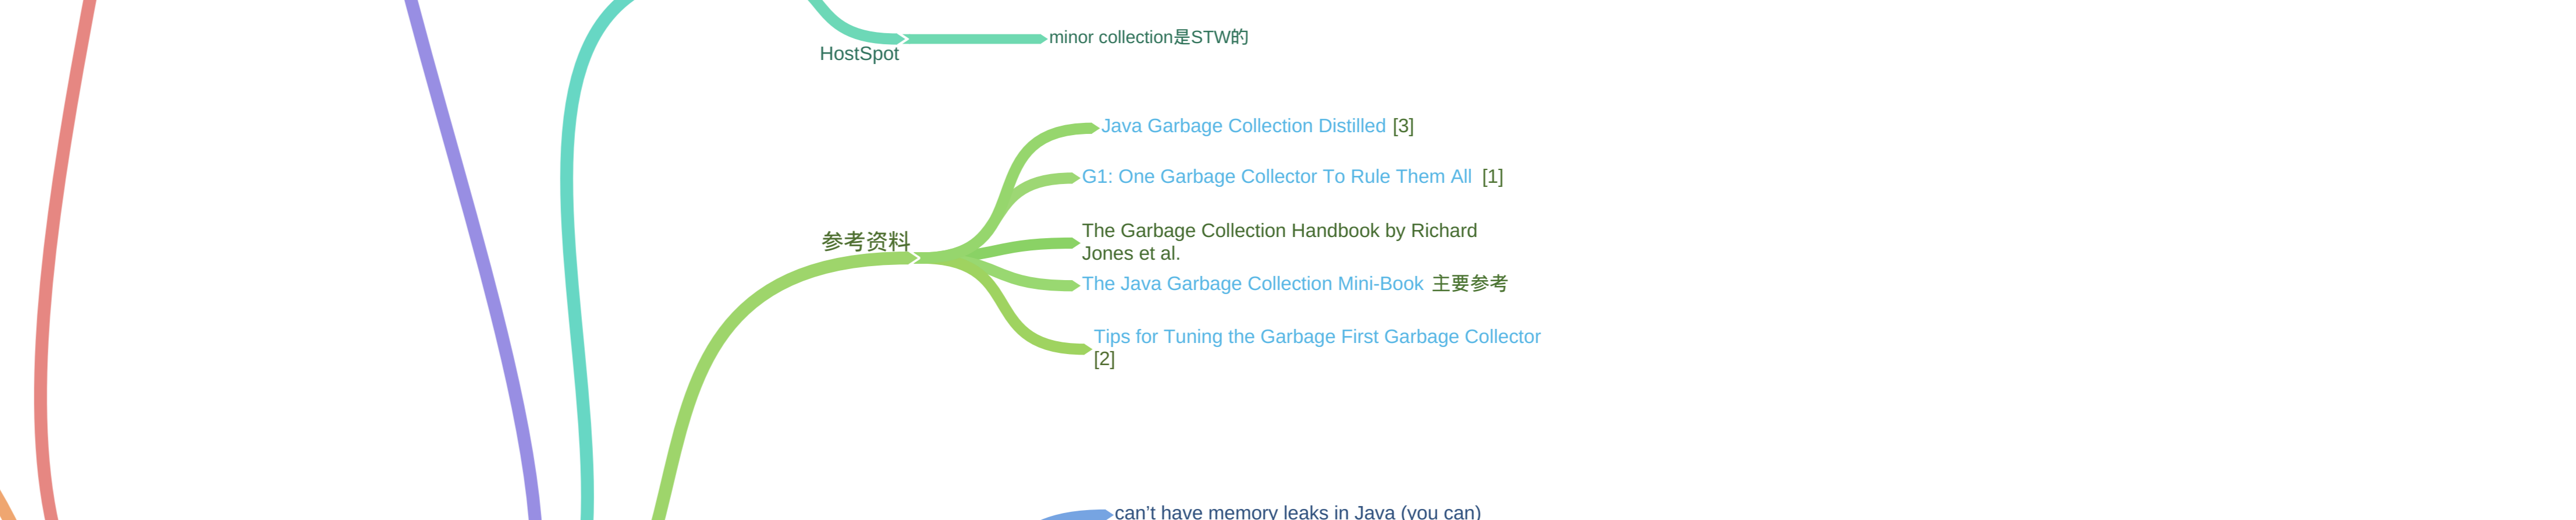 minor collection是STW的
HostSpot
Java Garbage Collection Distilled [3]
G1: One Garbage Collector To Rule Them All [1]
参考资料
The Garbage Collection Handbook by Richard
Jones et al.
The Java Garbage Collection Mini-Book 主要参考
Tips for Tuning the Garbage First Garbage Collector
[2]
can’t have memory leaks in Java (you can)